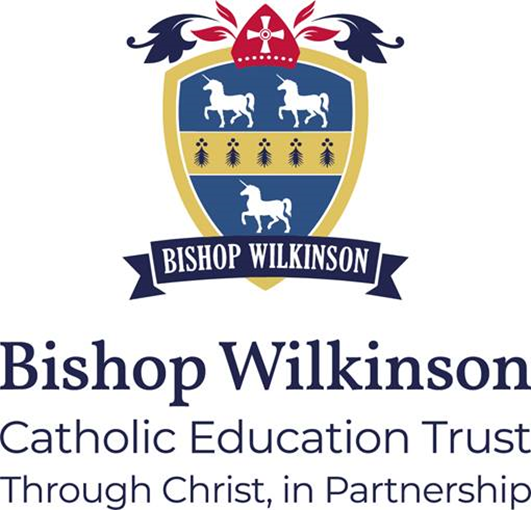 BISHOP WILKINSON
Bishop Wilkinson
Catholic Education Trust
Through Christ, in Partnership